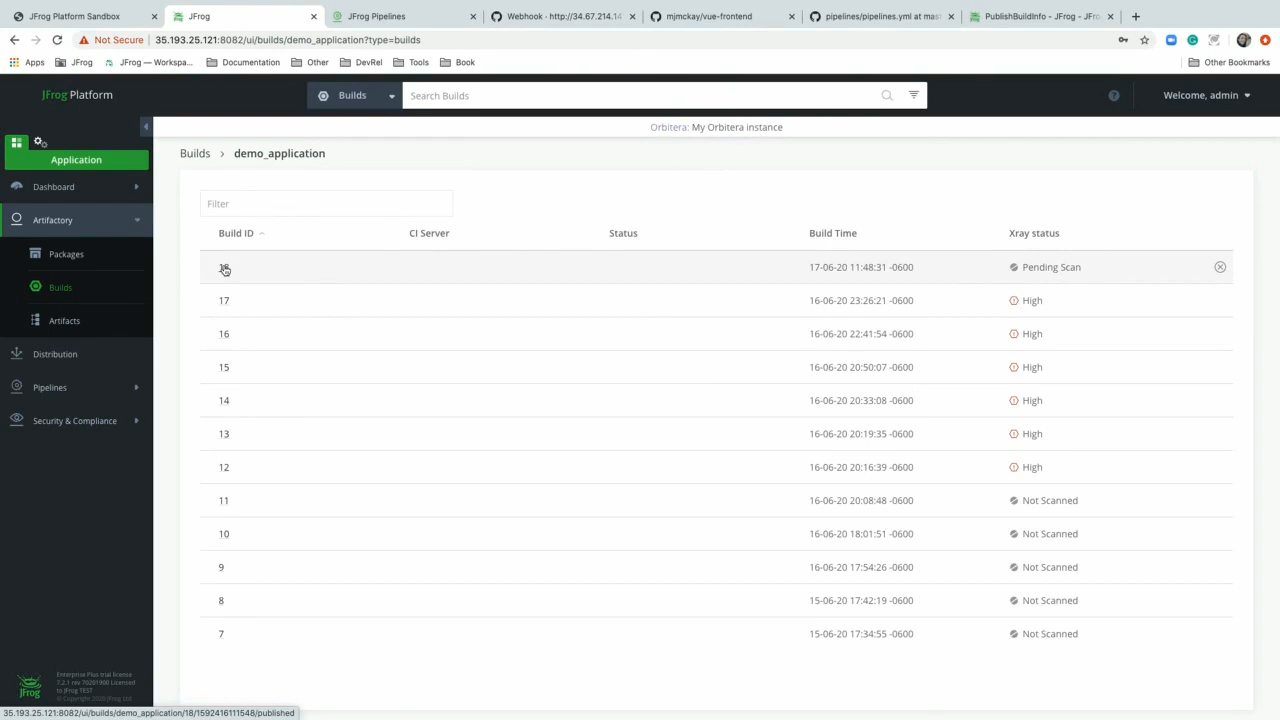 JFrog Platform Sandbox
JFrog
JFrog Pipelines
Webhook · http://34.67.214.14
mjmckay/vue-frontend
pipelines/pipelines.yml at mast
PublishBuildInfo - JFrog - JFro
Not Secure 35.193.25.121:8082/ui/builds/demo_application?type=builds
Apps JFrog JFrog — Workspa... Documentation Other DevRel Tools Book Other Bookmarks
JFrog Platform Builds Search Builds Welcome, admin
Orbitera: My Orbitera instance
Application
Dashboard
Artifactory
Packages
Builds
Artifacts
Distribution
Pipelines
Security & Compliance
Builds > demo_application
Filter
Build ID CI Server Status Build Time Xray status
18 17-06-20 11:48:31 -0600 Pending Scan
17 16-06-20 23:26:21 -0600 High
16 16-06-20 22:41:54 -0600 High
15 16-06-20 20:50:07 -0600 High
14 16-06-20 20:33:08 -0600 High
13 16-06-20 20:19:35 -0600 High
12 16-06-20 20:16:39 -0600 High
11 16-06-20 20:08:48 -0600 Not Scanned
10 16-06-20 18:01:51 -0600 Not Scanned
9 16-06-20 17:54:26 -0600 Not Scanned
8 15-06-20 17:42:19 -0600 Not Scanned
7 15-06-20 17:34:55 -0600 Not Scanned
JFrog
Enterprise Plus trial license
7.2.1 rev 70201900 Licensed
to JFrog TEST
© Copyright 2020 JFrog Ltd
35.193.25.121:8082/ui/builds/demo_application/18/1592416111548/published